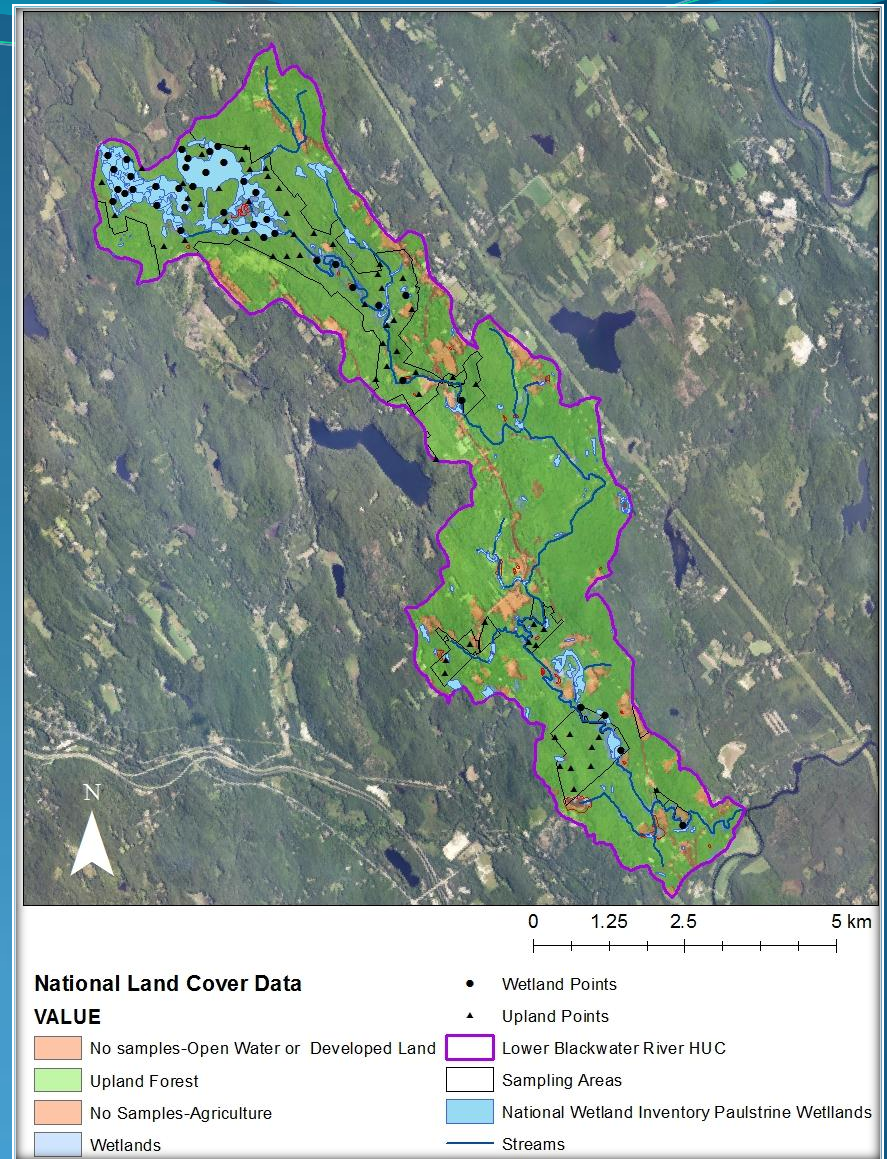 N
0 1.25 2.5 5 km
National Land Cover Data
VALUE
No samples-Open Water or Developed Land
Upland Forest
No Samples-Agriculture
Wetlands
Wetland Points
Upland Points
Lower Blackwater River HUC
Sampling Areas
National Wetland Inventory Paulstrine Wetllands
Streams